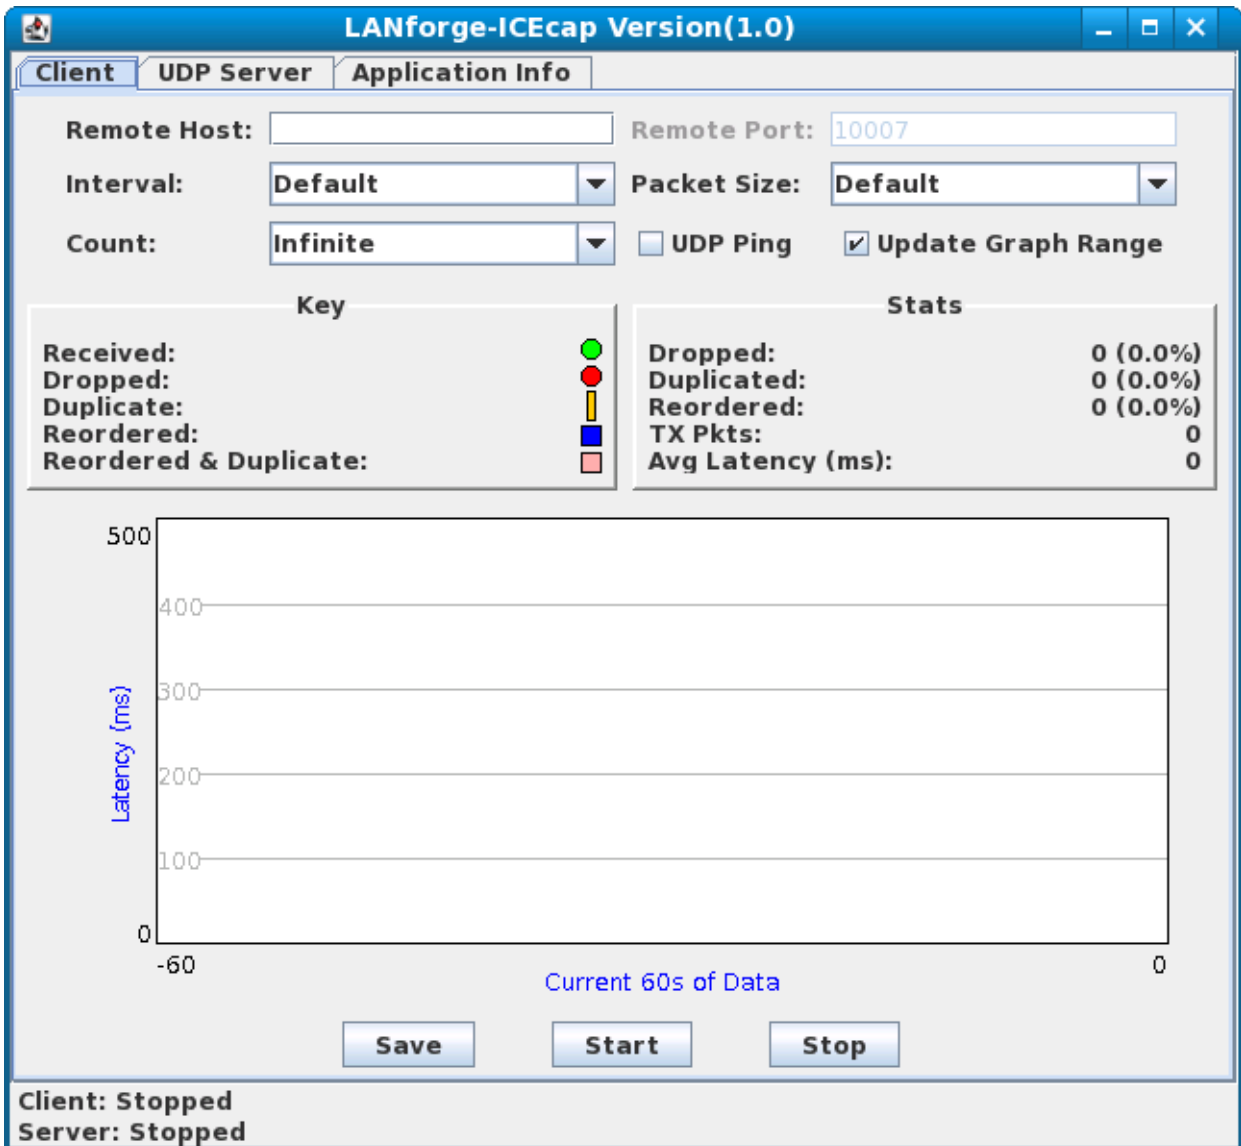 LANforge-ICEcap Version(1.0)
Client UDP Server Application Info
Remote Host: Remote Port: 10007
Interval: Default Packet Size: Default
Count: Infinite UDP Ping Update Graph Range
Key
Received:
Dropped:
Duplicate:
Reordered:
Reordered & Duplicate:
Stats
Dropped: 0 (0.0%)
Duplicated: 0 (0.0%)
Reordered: 0 (0.0%)
TX Pkts: 0
Avg Latency (ms): 0
500
400
300
200
100
0
Latency (ms)
-60 0
Current 60s of Data
Save Start Stop
Client: Stopped
Server: Stopped